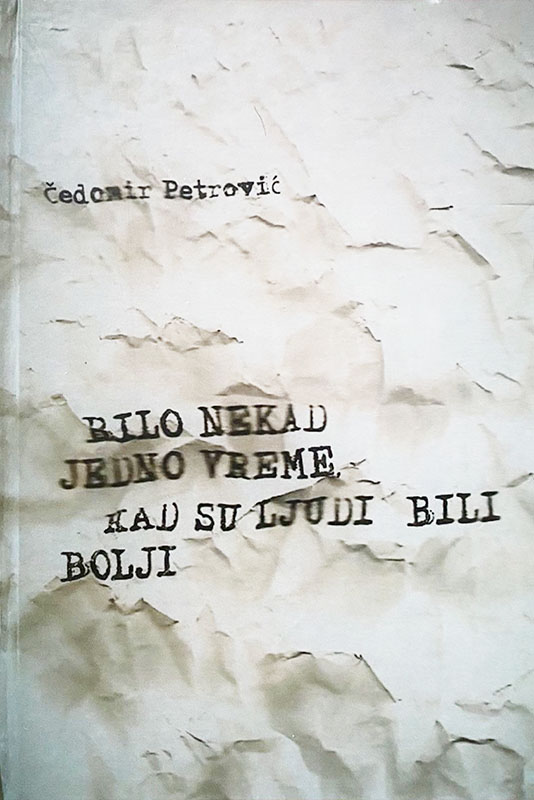 Čedomir Petrović
BILO NEKAD
JEDNO VREME
KAD SU LJUDI BILI
BOLJI